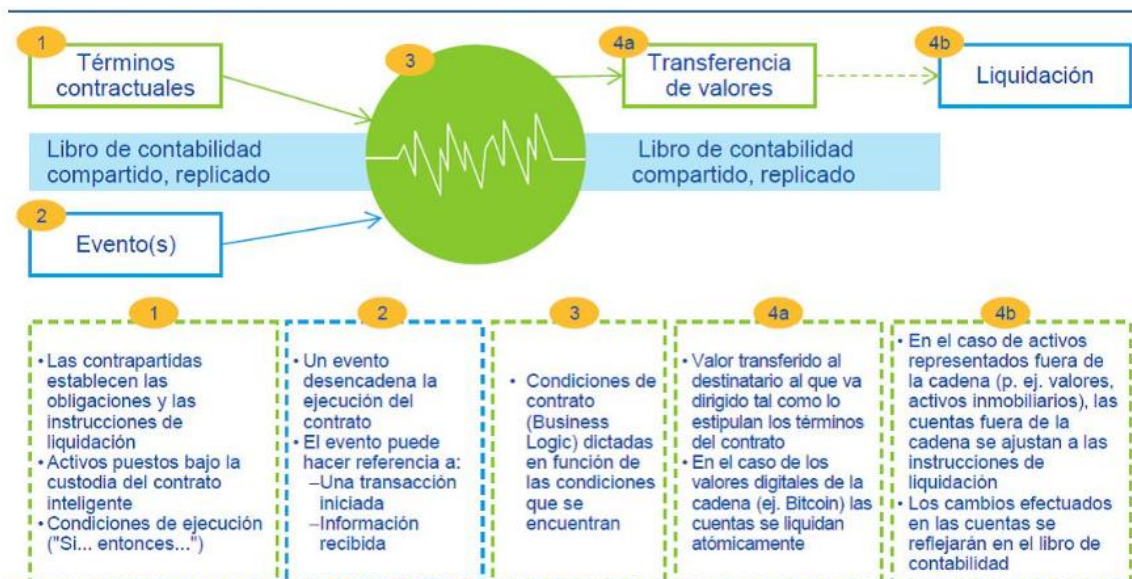 1
Términos
contractuales
3
4a
Transferencia
de valores
4b
Liquidación
Libro de contabilidad
compartido, replicado
Libro de contabilidad
compartido, replicado
2
Evento(s)
1
• Las contrapartidas
establecen las
obligaciones y las
instrucciones de
liquidación
• Activos puestos bajo la
custodia del contrato
inteligente
• Condiciones de ejecución
("Si... entonces...")
2
• Un evento
desencadena la
ejecución del
contrato
• El evento puede
hacer referencia a:
–Una transacción
iniciada
–Información
recibida
3
• Condiciones de
contrato
(Business
Logic) dictadas
en función de
las condiciones
que se
encuentran
4a
• Valor transferido al
destinatario al que va
dirigido tal como lo
estipulan los términos
del contrato
• En el caso de los
valores digitales de la
cadena (ej. Bitcoin) las
cuentas se liquidan
atómicamente
4b
• En el caso de activos
representados fuera de
la cadena (p. ej. valores,
activos inmobiliarios), las
cuentas fuera de la
cadena se ajustan a las
instrucciones de
liquidación
• Los cambios efectuados
en las cuentas se
reflejarán en el libro de
contabilidad